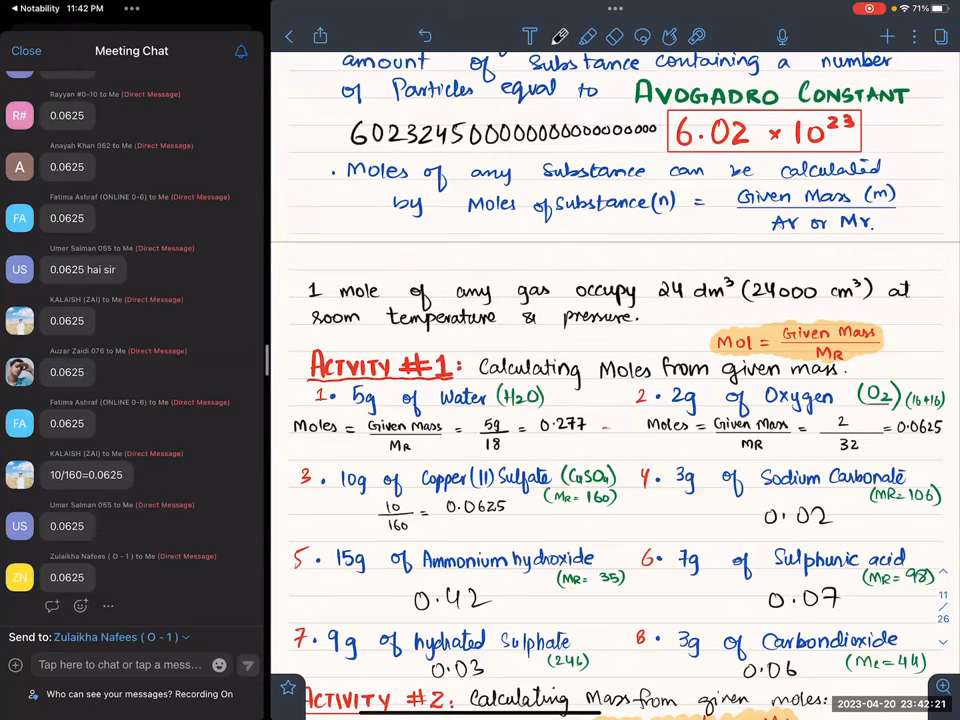 Notability 11:42 PM
71%
Close
Meeting Chat
Rayyan #0-10 to Me (Direct Message)
R#
0.0625
Anayah Khan 062 to Me (Direct Message)
A
0.0625
Fatima Ashraf (ONLINE 0-6) to Me (Direct Message)
FA
0.0625
Umer Salman 055 to Me (Direct Message)
US
0.0625 hai sir
KALAISH (ZAI) to Me (Direct Message)
0.0625
Auzar Zaidi 076 to Me (Direct Message)
0.0625
Fatima Ashraf (ONLINE 0-6) to Me (Direct Message)
FA
0.0625
KALAISH (ZAI) to Me (Direct Message)
10/160=0.0625
Umer Salman 055 to Me (Direct Message)
US
0.0625
Zulaikha Nafees ( O - 1 ) to Me (Direct Message)
ZN
0.0625
Send to: Zulaikha Nafees ( O - 1 )
Tap here to chat or tap a mess...
Who can see your messages? Recording On
amount of Substance containing a number
of Particles equal to AVOGADRO CONSTANT
6.02 × 10²³
• Moles of any Substance can be calculated
by Moles of Substance(n) = Given Mass (m) / Ar or Mr.
1 mole of any gas occupy 24 dm³ (24000 cm³) at
room temperature & pressure.
Mol = Given Mass / MR
ACTIVITY #1: Calculating Moles from given mass.
1. 5g of Water (H2O)
2. 2g of Oxygen (O2) (16+16)
Moles = Given Mass / MR = 5g / 18 = 0.277
Moles = Given Mass / MR = 2 / 32 = 0.0625
3. 10g of Copper(II) Sulfate (CuSO4)
(MR = 160)
10 / 160 = 0.0625
4. 3g of Sodium Carbonate
(MR = 106)
0.02
5. 15g of Ammonium hydroxide
(MR = 35)
0.42
6. 7g of Sulphuric acid
(MR = 98)
0.07
7. 9g of hydrated Sulphate
(246)
0.03
8. 3g of Carbondioxide
(Mr = 44)
0.06
11
/
26
ACTIVITY #2: Calculating Mass from given moles:
2023-04-20 23:42:21